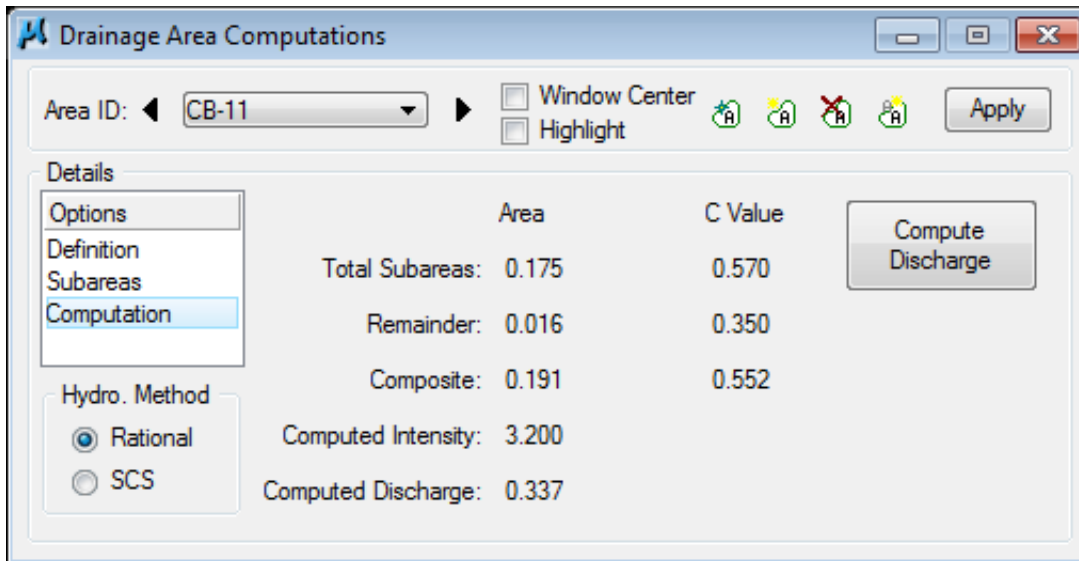 Drainage Area Computations
Area ID: CB-11 Window Center Apply
Highlight
Details
Options
Definition
Subareas
Computation
Area C Value Compute Discharge
Total Subareas: 0.175 0.570
Remainder: 0.016 0.350
Composite: 0.191 0.552
Hydro. Method
Rational
SCS
Computed Intensity: 3.200
Computed Discharge: 0.337